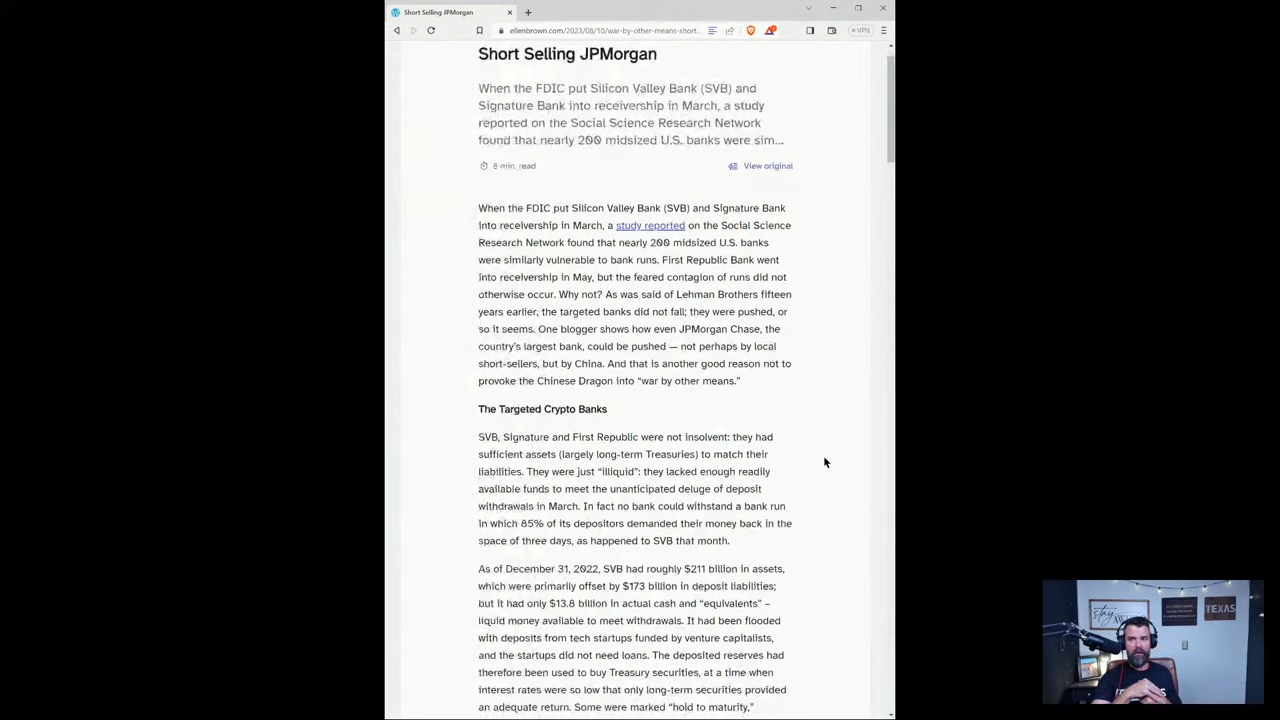 Short Selling JPMorgan
ellenbrown.com/2023/08/10/war-by-other-means-short...
VPN
Short Selling JPMorgan
When the FDIC put Silicon Valley Bank (SVB) and
Signature Bank into receivership in March, a study
reported on the Social Science Research Network
found that nearly 200 midsized U.S. banks were sim...
8 min. read
View original
When the FDIC put Silicon Valley Bank (SVB) and Signature Bank
into receivership in March, a study reported on the Social Science
Research Network found that nearly 200 midsized U.S. banks
were similarly vulnerable to bank runs. First Republic Bank went
into receivership in May, but the feared contagion of runs did not
otherwise occur. Why not? As was said of Lehman Brothers fifteen
years earlier, the targeted banks did not fall; they were pushed, or
so it seems. One blogger shows how even JPMorgan Chase, the
country's largest bank, could be pushed — not perhaps by local
short-sellers, but by China. And that is another good reason not to
provoke the Chinese Dragon into “war by other means.”
The Targeted Crypto Banks
SVB, Signature and First Republic were not insolvent: they had
sufficient assets (largely long-term Treasuries) to match their
liabilities. They were just “illiquid”: they lacked enough readily
available funds to meet the unanticipated deluge of deposit
withdrawals in March. In fact no bank could withstand a bank run
in which 85% of its depositors demanded their money back in the
space of three days, as happened to SVB that month.
As of December 31, 2022, SVB had roughly $211 billion in assets,
which were primarily offset by $173 billion in deposit liabilities;
but it had only $13.8 billion in actual cash and “equivalents” –
liquid money available to meet withdrawals. It had been flooded
with deposits from tech startups funded by venture capitalists,
and the startups did not need loans. The deposited reserves had
therefore been used to buy Treasury securities, at a time when
interest rates were so low that only long-term securities provided
an adequate return. Some were marked “hold to maturity,”
stay
TEXAS